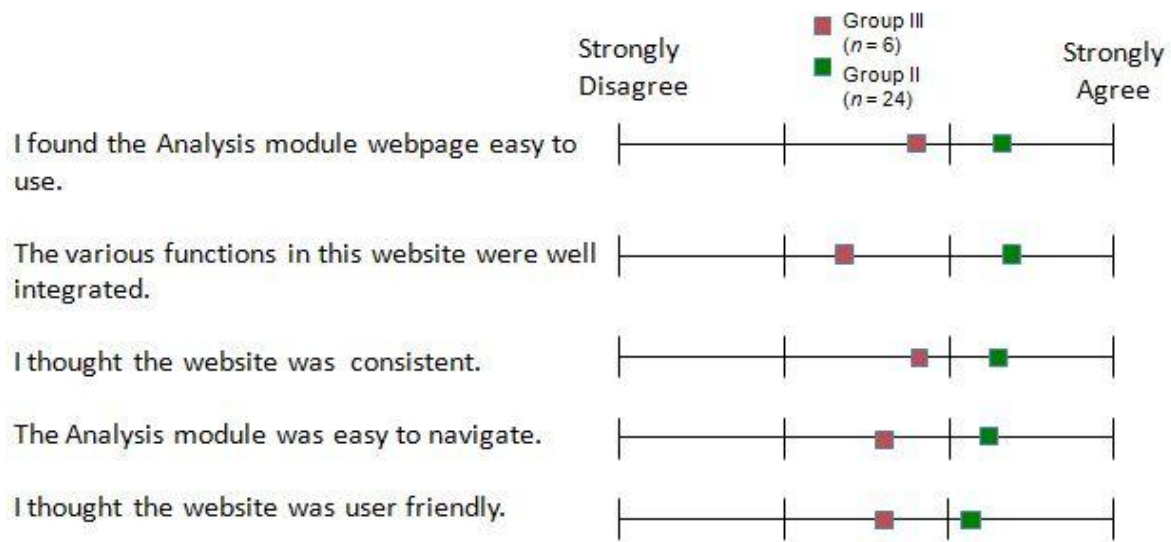 Group III
(n = 6)
Group II
(n = 24)
Strongly
Disagree
Strongly
Agree
I found the Analysis module webpage easy to
use.
The various functions in this website were well
integrated.
I thought the website was consistent.
The Analysis module was easy to navigate.
I thought the website was user friendly.